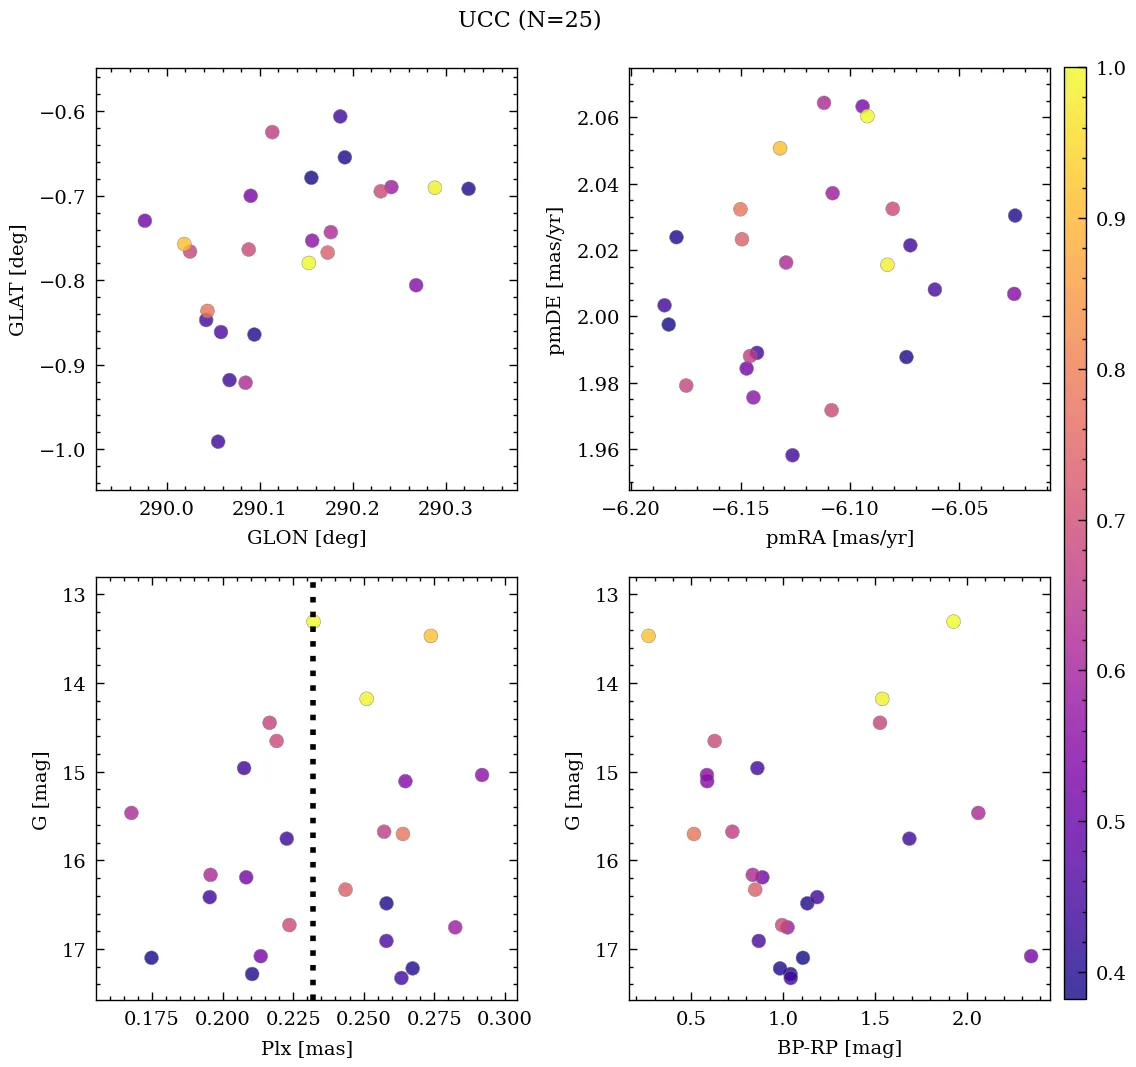 UCC (N=25)
−0.6
−0.7
−0.8
−0.9
−1.0
GLAT [deg]
290.0 290.1 290.2 290.3
GLON [deg]
2.06
2.04
2.02
2.00
1.98
1.96
pmDE [mas/yr]
−6.20 −6.15 −6.10 −6.05
pmRA [mas/yr]
13
14
15
16
17
G [mag]
0.175 0.200 0.225 0.250 0.275 0.300
Plx [mas]
13
14
15
16
17
G [mag]
0.5 1.0 1.5 2.0
BP-RP [mag]
1.0
0.9
0.8
0.7
0.6
0.5
0.4